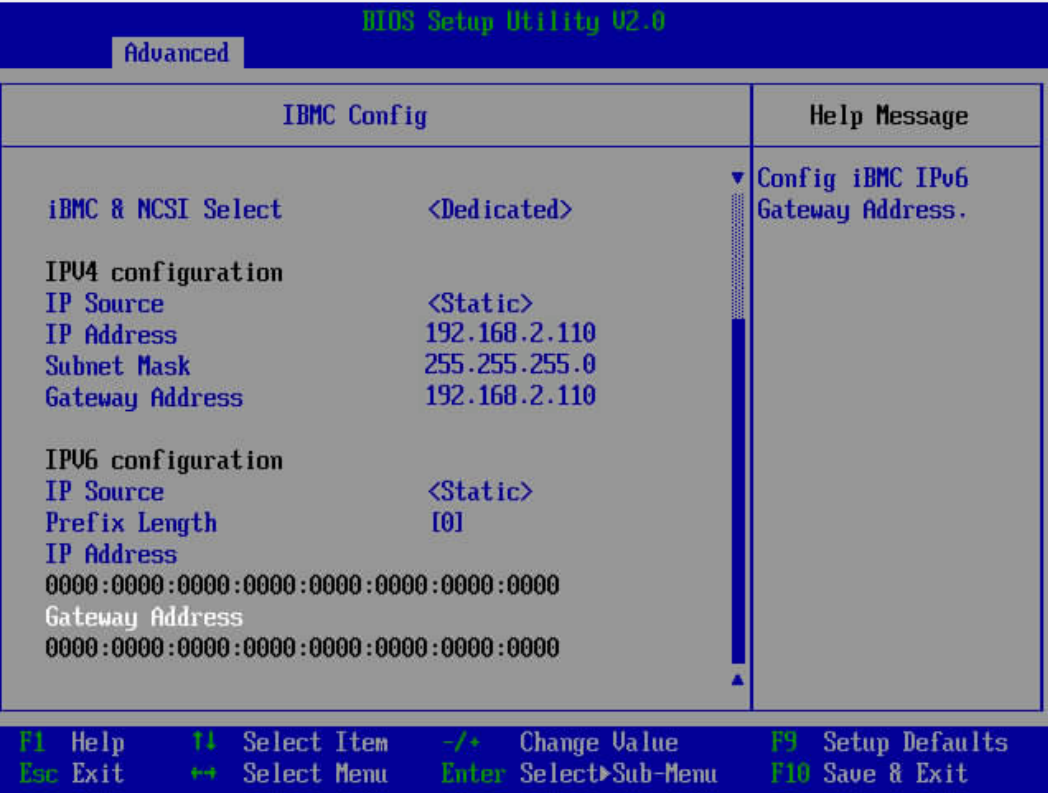 BIOS Setup Utility V2.0
Advanced
IBMC Config
Help Message
iBMC & NCSI Select <Dedicated>
IPV4 configuration
IP Source <Static>
IP Address 192.168.2.110
Subnet Mask 255.255.255.0
Gateway Address 192.168.2.110
IPV6 configuration
IP Source <Static>
Prefix Length [0]
IP Address
0000:0000:0000:0000:0000:0000:0000:0000
Gateway Address
0000:0000:0000:0000:0000:0000:0000:0000
Config iBMC IPv6
Gateway Address.
F1 Help ↑↓ Select Item -/+ Change Value F9 Setup Defaults
Esc Exit ←→ Select Menu Enter Select▶Sub-Menu F10 Save & Exit